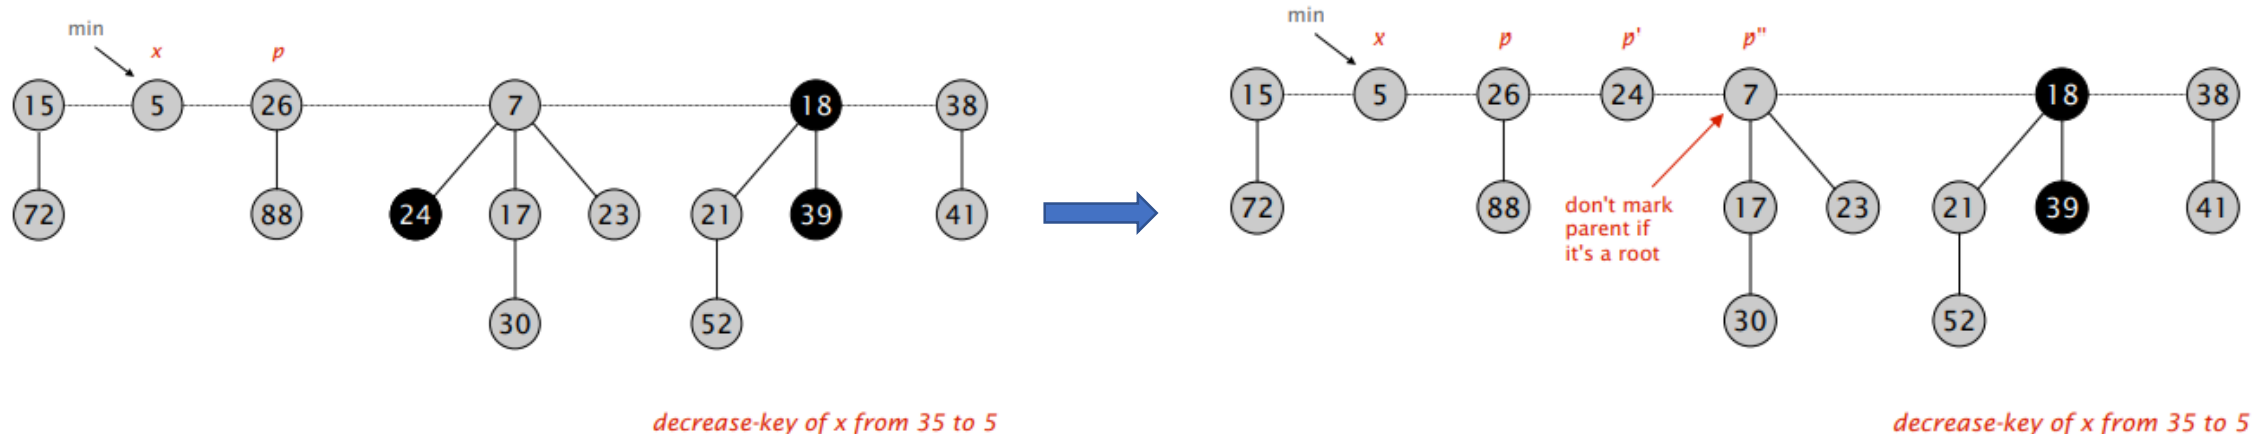 min
x p
15 5 26 7 18 38
72 88 24 17 23 21 39 41
30 52
decrease-key of x from 35 to 5
min
x p p' p"
15 5 26 24 7 18 38
72 88 17 23 21 39 41
don't mark
parent if
it's a root
30 52
decrease-key of x from 35 to 5